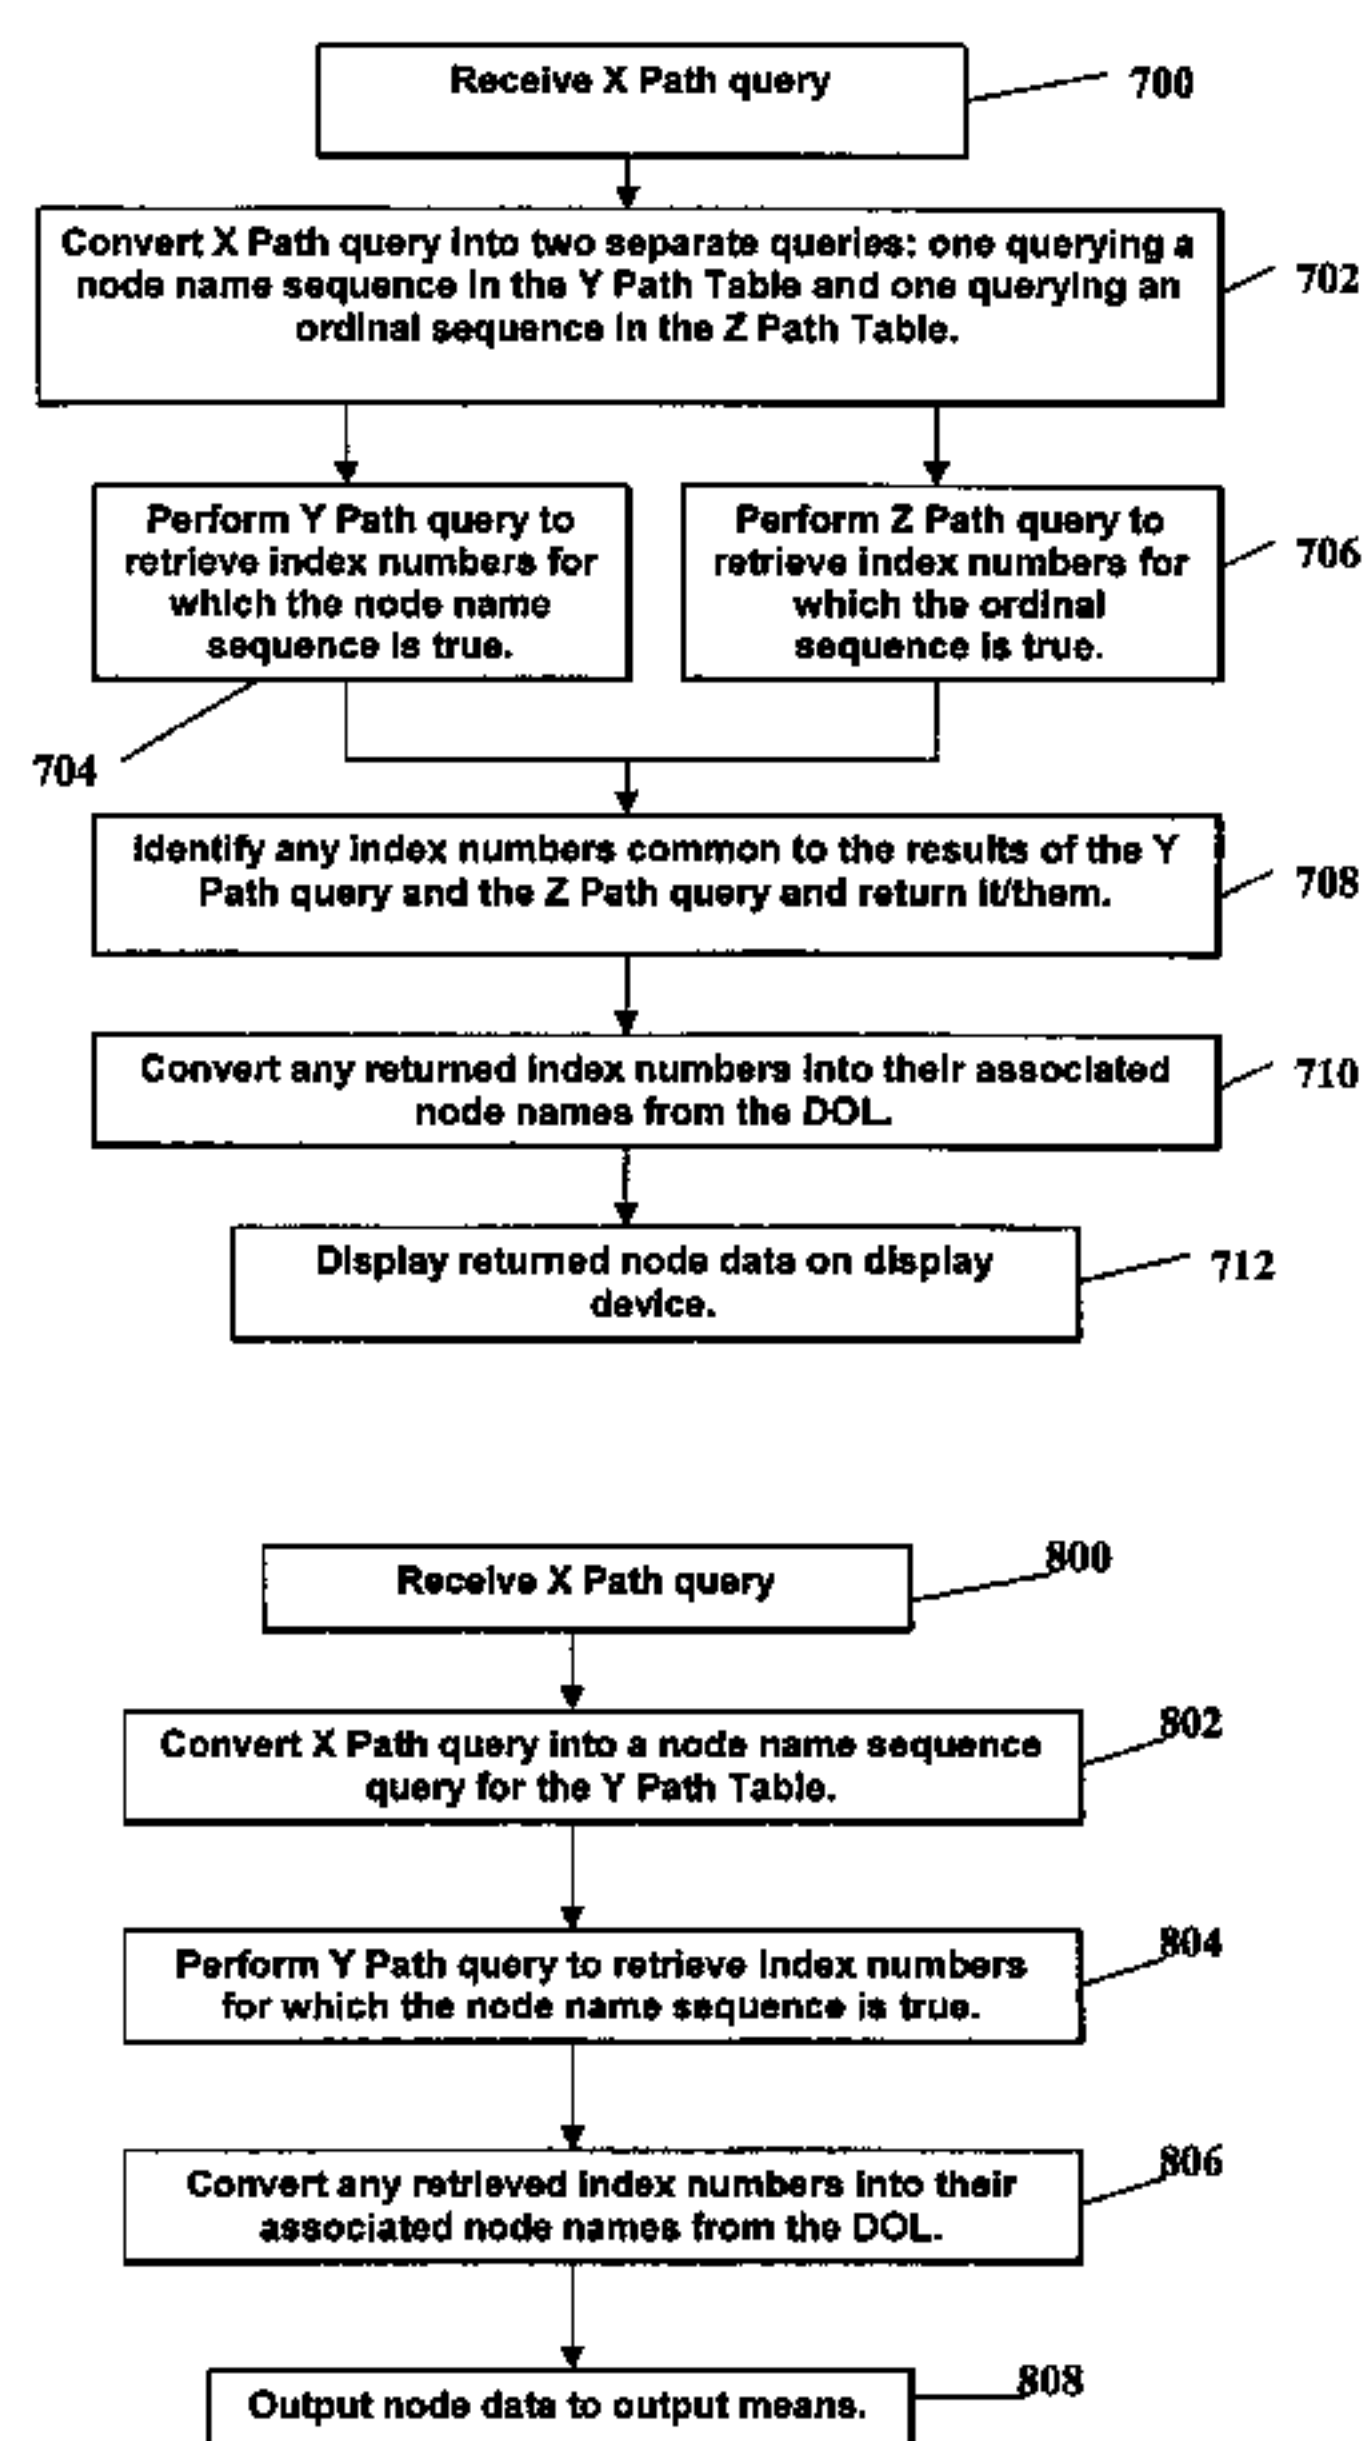 Receive X Path query
700
Convert X Path query into two separate queries: one querying a
node name sequence in the Y Path Table and one querying an
ordinal sequence in the Z Path Table.
702
Perform Y Path query to
retrieve index numbers for
which the node name
sequence is true.
704
Perform Z Path query to
retrieve index numbers for
which the ordinal
sequence is true.
706
Identify any index numbers common to the results of the Y
Path query and the Z Path query and return it/them.
708
Convert any returned index numbers into their associated
node names from the DOL.
710
Display returned node data on display
device.
712
Receive X Path query
800
Convert X Path query into a node name sequence
query for the Y Path Table.
802
Perform Y Path query to retrieve index numbers
for which the node name sequence is true.
804
Convert any retrieved index numbers into their
associated node names from the DOL.
806
Output node data to output means.
808